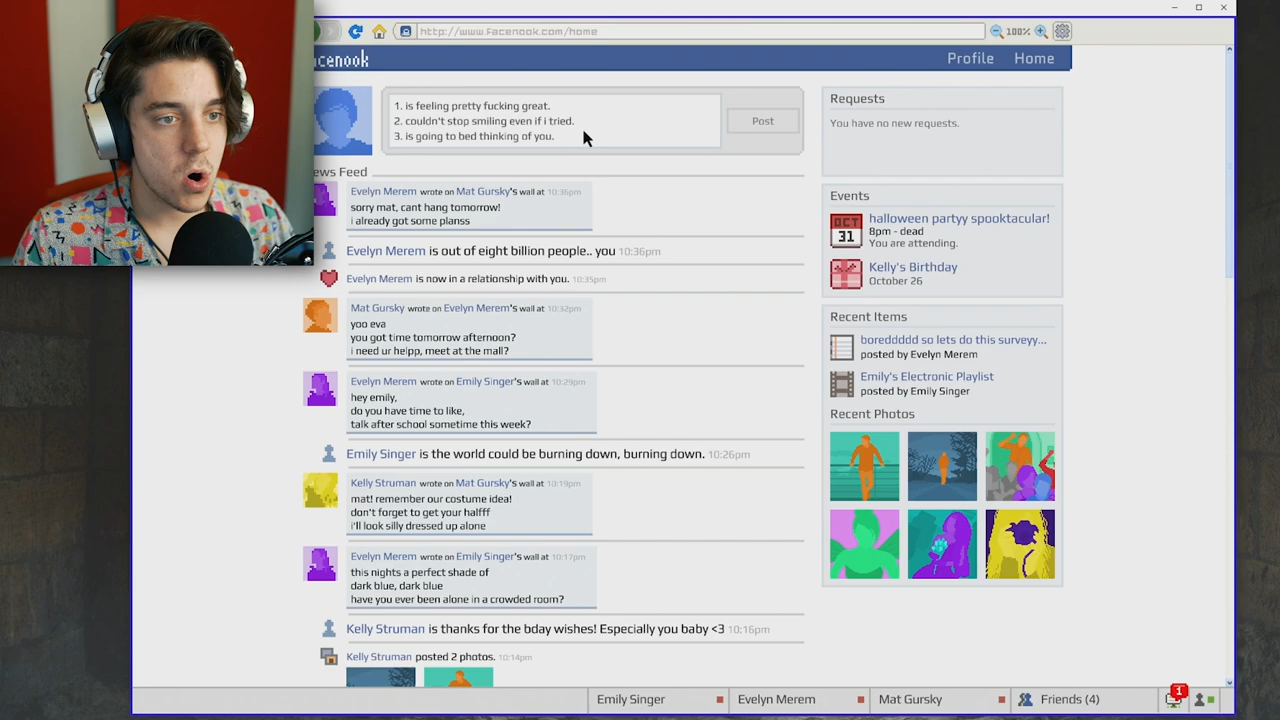 http://www.Facenook.com/home
100%
cenook
Profile
Home
1. is feeling pretty fucking great.
2. couldn't stop smiling even if i tried.
3. is going to bed thinking of you.
Post
ews Feed
Evelyn Merem wrote on Mat Gursky's wall at 10:36pm
sorry mat, cant hang tomorrow!
i already got some planss
Evelyn Merem is out of eight billion people.. you 10:36pm
Evelyn Merem is now in a relationship with you. 10:35pm
Mat Gursky wrote on Evelyn Merem's wall at 10:32pm
yoo eva
you got time tomorrow afternoon?
i need ur helpp, meet at the mall?
Evelyn Merem wrote on Emily Singer's wall at 10:29pm
hey emily,
do you have time to like,
talk after school sometime this week?
Emily Singer is the world could be burning down, burning down. 10:26pm
Kelly Struman wrote on Mat Gursky's wall at 10:19pm
mat! remember our costume idea!
don't forget to get your halfff
i'll look silly dressed up alone
Evelyn Merem wrote on Emily Singer's wall at 10:17pm
this nights a perfect shade of
dark blue, dark blue
have you ever been alone in a crowded room?
Kelly Struman is thanks for the bday wishes! Especially you baby <3 10:16pm
Kelly Struman posted 2 photos. 10:14pm
Requests
You have no new requests.
Events
OCT
31
halloween partyy spooktacular!
8pm - dead
You are attending.
Kelly's Birthday
October 26
Recent Items
boreddddd so lets do this surveyy...
posted by Evelyn Merem
Emily's Electronic Playlist
posted by Emily Singer
Recent Photos
Emily Singer
Evelyn Merem
Mat Gursky
Friends (4)
1